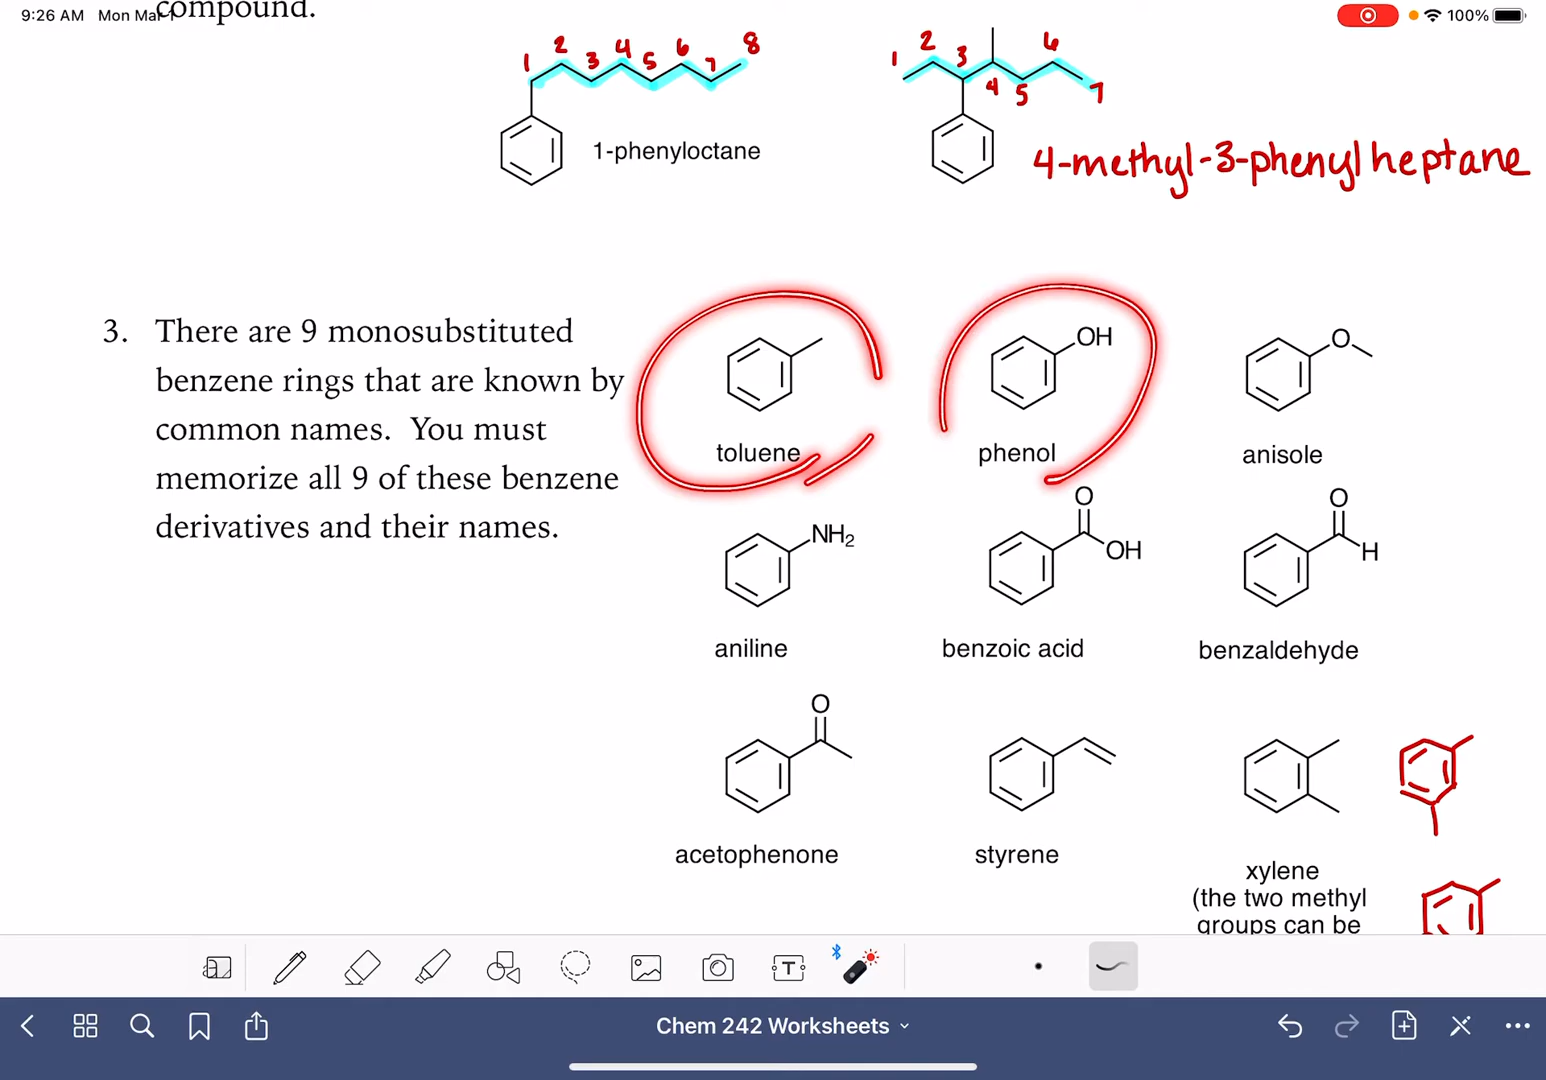 9:26 AM Mon Mar 1
100%
compound.
1 2 3 4 5 6 7 8
1 2 3 4 5 6 7
1-phenyloctane
4-methyl-3-phenylheptane
3. There are 9 monosubstituted
benzene rings that are known by
common names. You must
memorize all 9 of these benzene
derivatives and their names.
OH
O
toluene
phenol
anisole
NH2
O
OH
O
H
aniline
benzoic acid
benzaldehyde
O
acetophenone
styrene
xylene
(the two methyl
groups can be
T
Chem 242 Worksheets